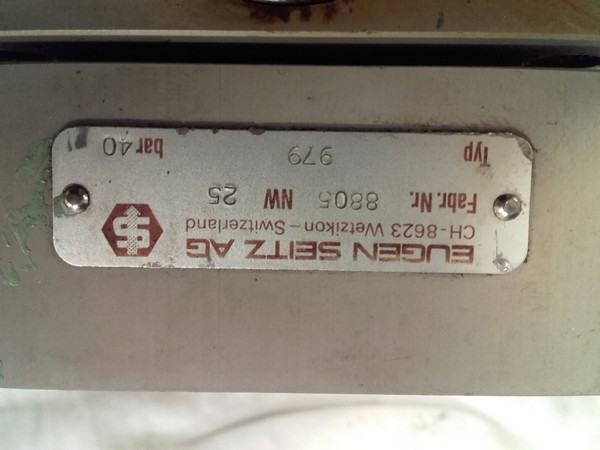 EUGEN SEITZ AG
CH-8623 Wetzikon – Switzerland
Fabr. Nr. 8805 NW 25
Typ 979 bar 40